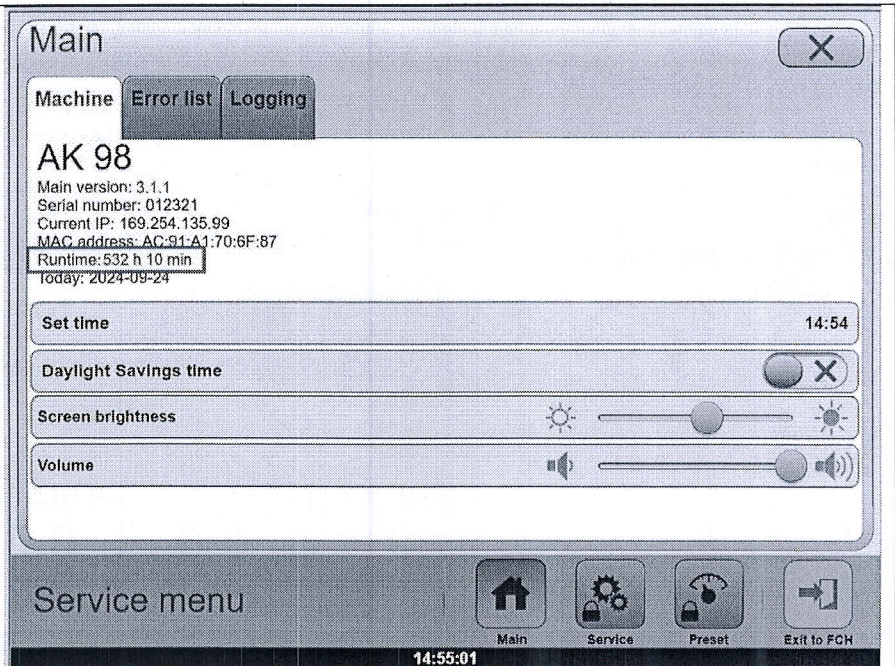 Main
Machine Error list Logging
AK 98
Main version: 3.1.1
Serial number: 012321
Current IP: 169.254.135.99
MAC address: AC:91:A1:70:6F:87
Runtime: 532 h 10 min
Today: 2024-09-24
Set time 14:54
Daylight Savings time
Screen brightness
Volume
Service menu
Main Service Preset Exit to FCH
14:55:01